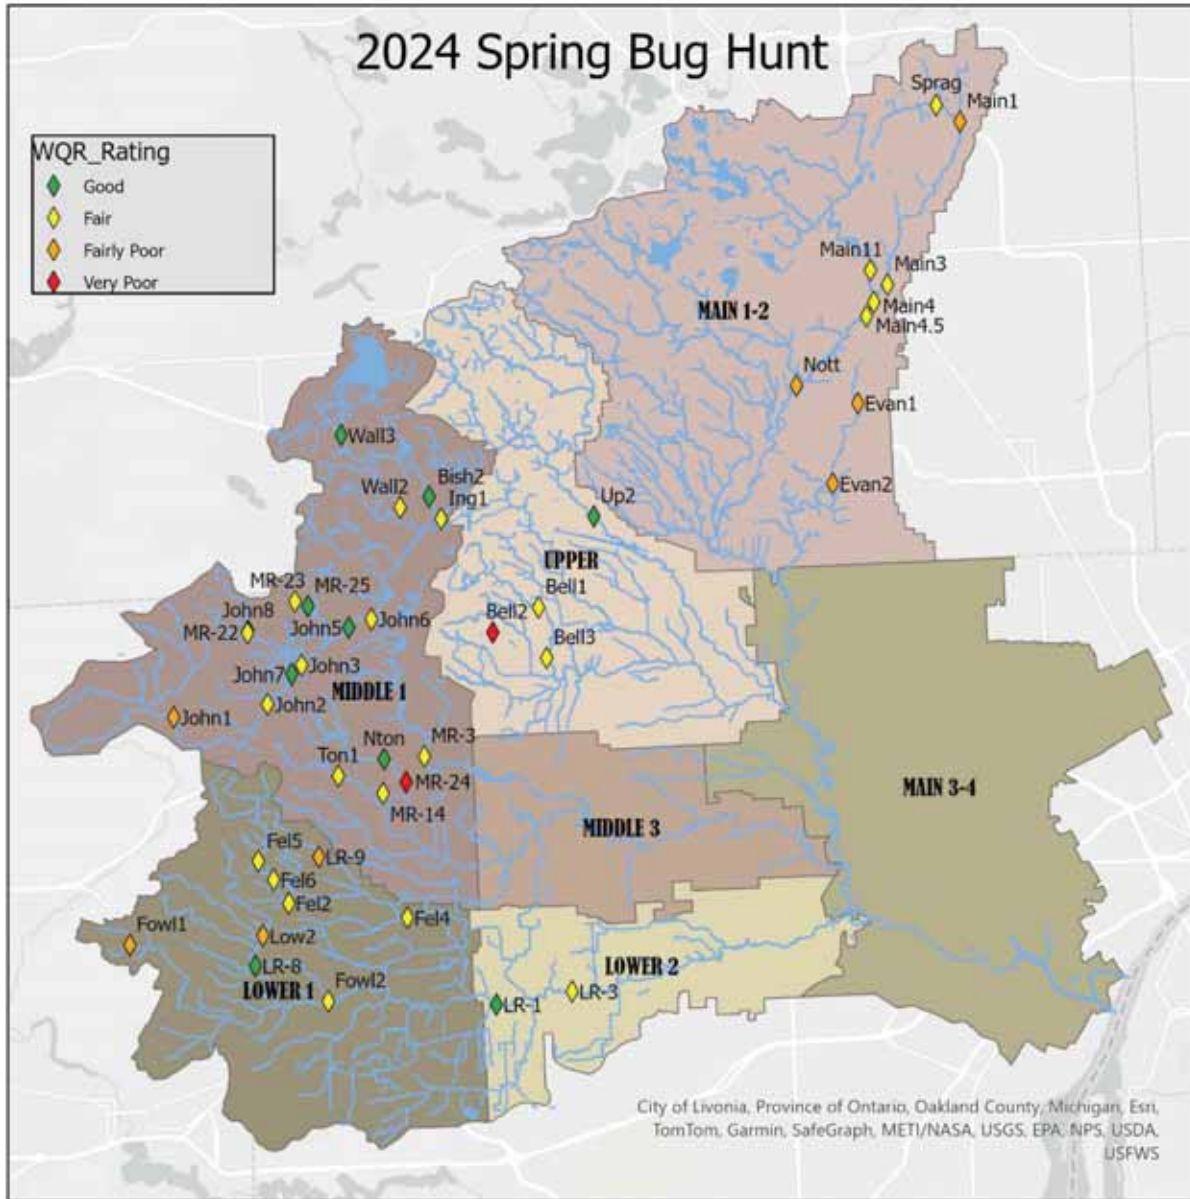 2024 Spring Bug Hunt
WQR_Rating
Good
Fair
Fairly Poor
Very Poor
Sprag
Main1
Main11
Main3
Main4
Main4.5
MAIN 1-2
Nott
Evan1
Evan2
Wall3
Bish2
Wall2
Ing1
Up2
UPPER
MR-23
MR-25
John8
MR-22
John5
John6
Bell1
Bell2
Bell3
John3
John7
MIDDLE 1
John2
John1
Nton
MR-3
Ton1
MR-24
MR-14
MAIN 3-4
MIDDLE 3
Fel5
LR-9
Fel6
Fel2
Fel4
Fowl1
Low2
LR-8
LOWER 1
Fowl2
LOWER 2
LR-1
LR-3
City of Livonia, Province of Ontario, Oakland County, Michigan, Esri,
TomTom, Garmin, SafeGraph, METI/NASA, USGS, EPA, NPS, USDA,
USFWS